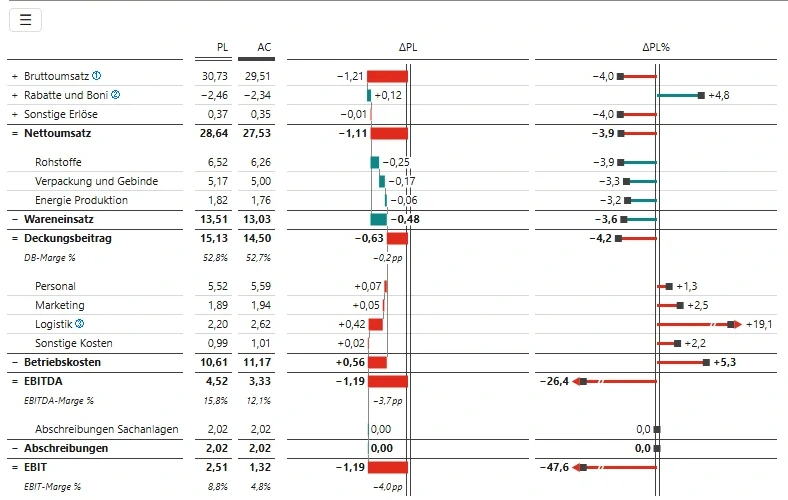 ☰
PL AC ΔPL ΔPL%
+ Bruttoumsatz ① 30,73 29,51 −1,21 −4,0
+ Rabatte und Boni ② −2,46 −2,34 +0,12 +4,8
+ Sonstige Erlöse 0,37 0,35 −0,01 −4,0
= Nettoumsatz 28,64 27,53 −1,11 −3,9
Rohstoffe 6,52 6,26 −0,25 −3,9
Verpackung und Gebinde 5,17 5,00 −0,17 −3,3
Energie Produktion 1,82 1,76 −0,06 −3,2
− Wareneinsatz 13,51 13,03 −0,48 −3,6
= Deckungsbeitrag 15,13 14,50 −0,63 −4,2
DB-Marge % 52,8% 52,7% −0,2 pp
Personal 5,52 5,59 +0,07 +1,3
Marketing 1,89 1,94 +0,05 +2,5
Logistik ③ 2,20 2,62 +0,42 +19,1
Sonstige Kosten 0,99 1,01 +0,02 +2,2
− Betriebskosten 10,61 11,17 +0,56 +5,3
= EBITDA 4,52 3,33 −1,19 −26,4
EBITDA-Marge % 15,8% 12,1% −3,7 pp
Abschreibungen Sachanlagen 2,02 2,02 0,00 0,0
− Abschreibungen 2,02 2,02 0,00 0,0
= EBIT 2,51 1,32 −1,19 −47,6
EBIT-Marge % 8,8% 4,8% −4,0 pp